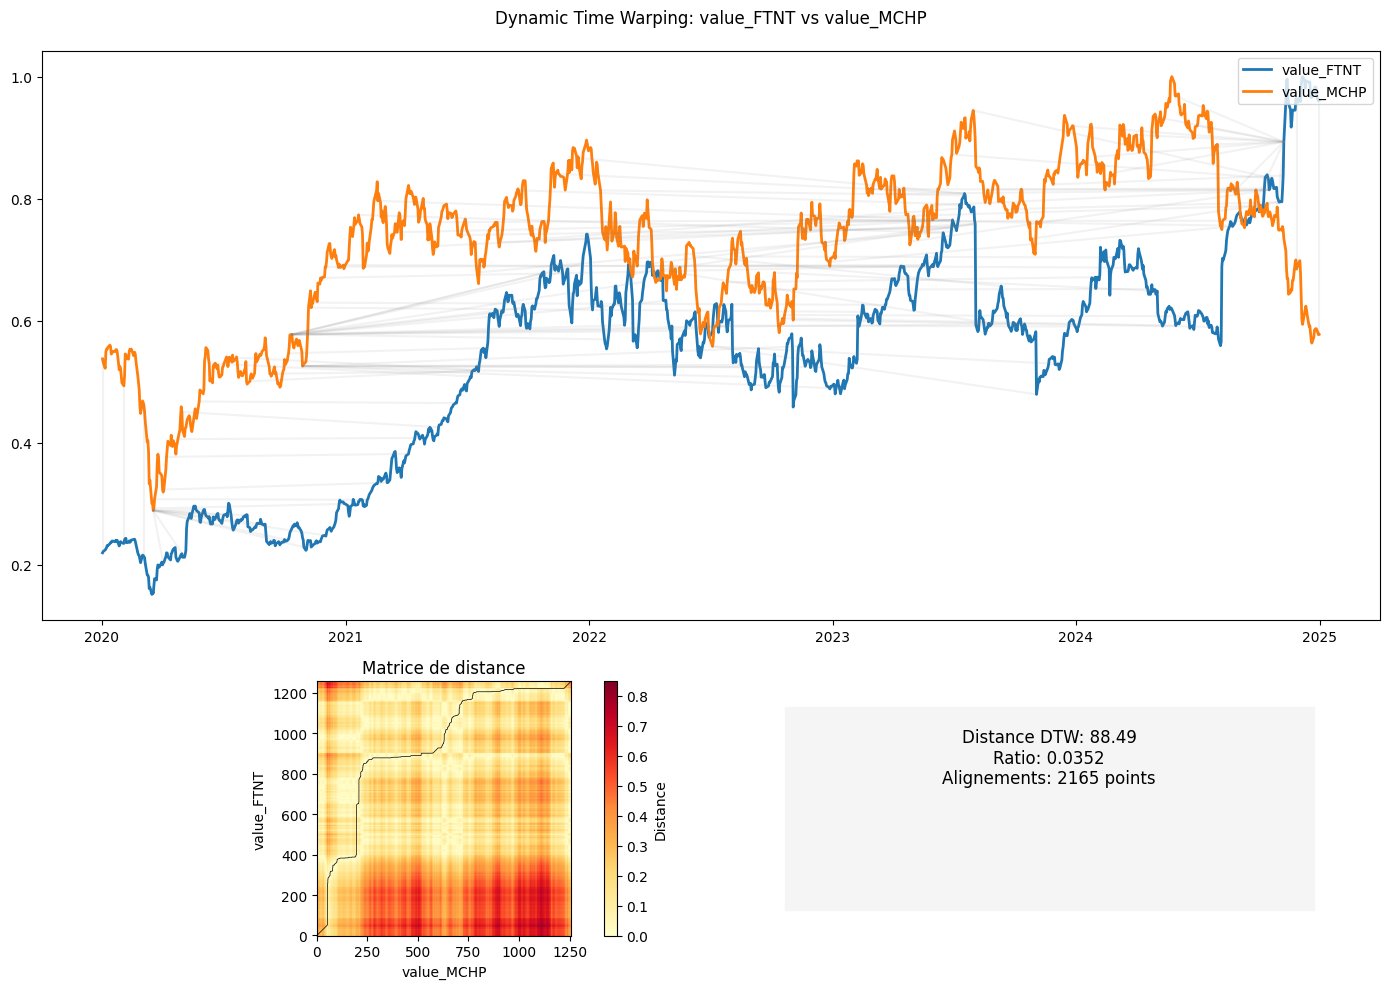 Dynamic Time Warping: value_FTNT vs value_MCHP
value_FTNT
value_MCHP
1.0
0.8
0.6
0.4
0.2
2020 2021 2022 2023 2024 2025
Matrice de distance
value_FTNT
1200
1000
800
600
400
200
0
0 250 500 750 1000 1250
value_MCHP
0.8
0.7
0.6
0.5
0.4
0.3
0.2
0.1
0.0
Distance
Distance DTW: 88.49
Ratio: 0.0352
Alignements: 2165 points